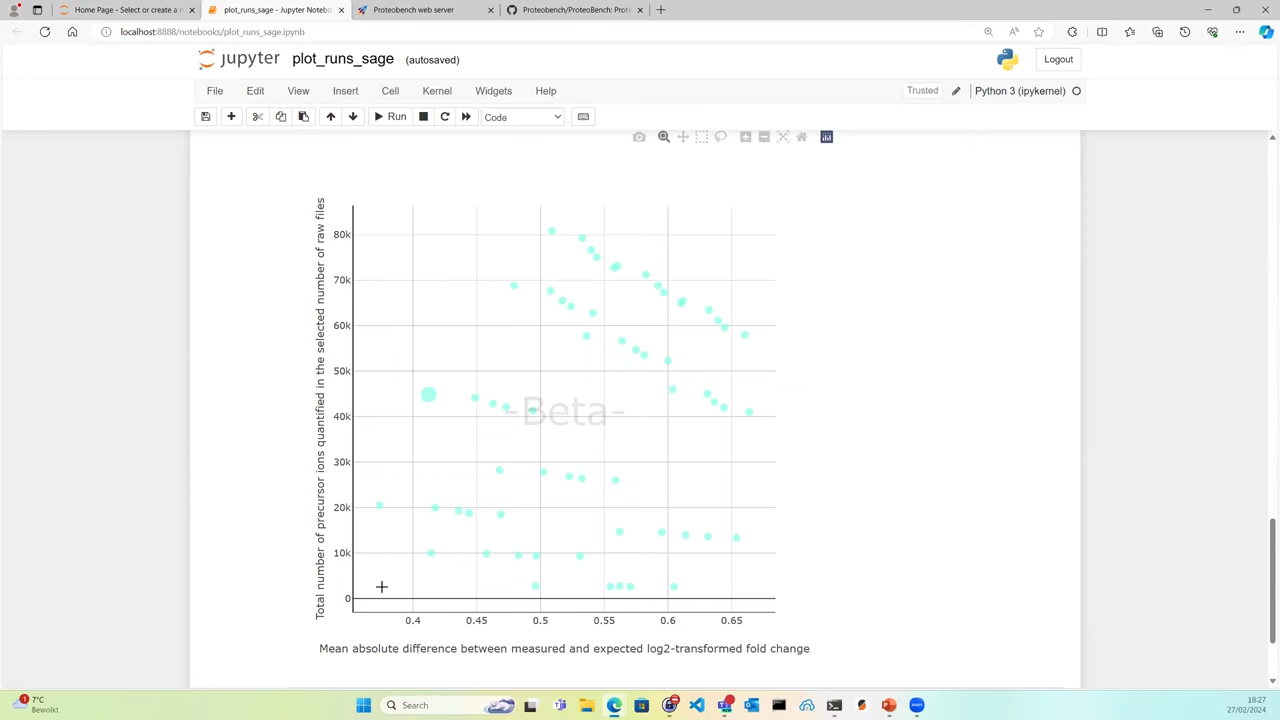 Home Page - Select or create a n
plot_runs_sage - Jupyter Notebo
Proteobench web server
Proteobench/ProteoBench: Prote
localhost:8888/notebooks/plot_runs_sage.ipynb
jupyter plot_runs_sage (autosaved)
Logout
File Edit View Insert Cell Kernel Widgets Help
Trusted
Python 3 (ipykernel)
Run
Code
Total number of precursor ions quantified in the selected number of raw files
80k
70k
60k
50k
40k
30k
20k
10k
0
-Beta-
0.4 0.45 0.5 0.55 0.6 0.65
Mean absolute difference between measured and expected log2-transformed fold change
1
7°C
Bewolkt
Search
18:27
27/02/2024